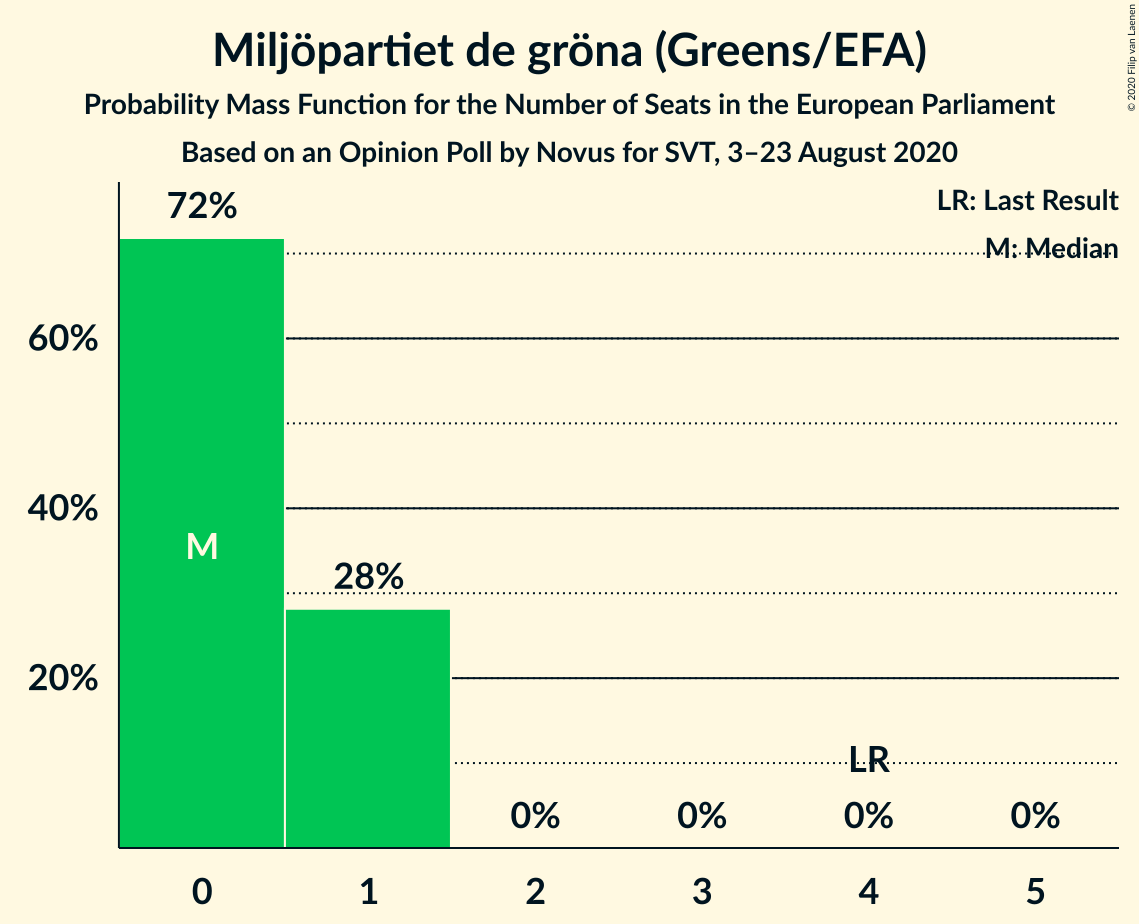 Miljöpartiet de gröna (Greens/EFA)
Probability Mass Function for the Number of Seats in the European Parliament
Based on an Opinion Poll by Novus for SVT, 3–23 August 2020
© 2020 Filip van Laenen
LR: Last Result
M: Median
72%
60%
40%
M
28%
20%
LR
0% 0% 0% 0%
0 1 2 3 4 5